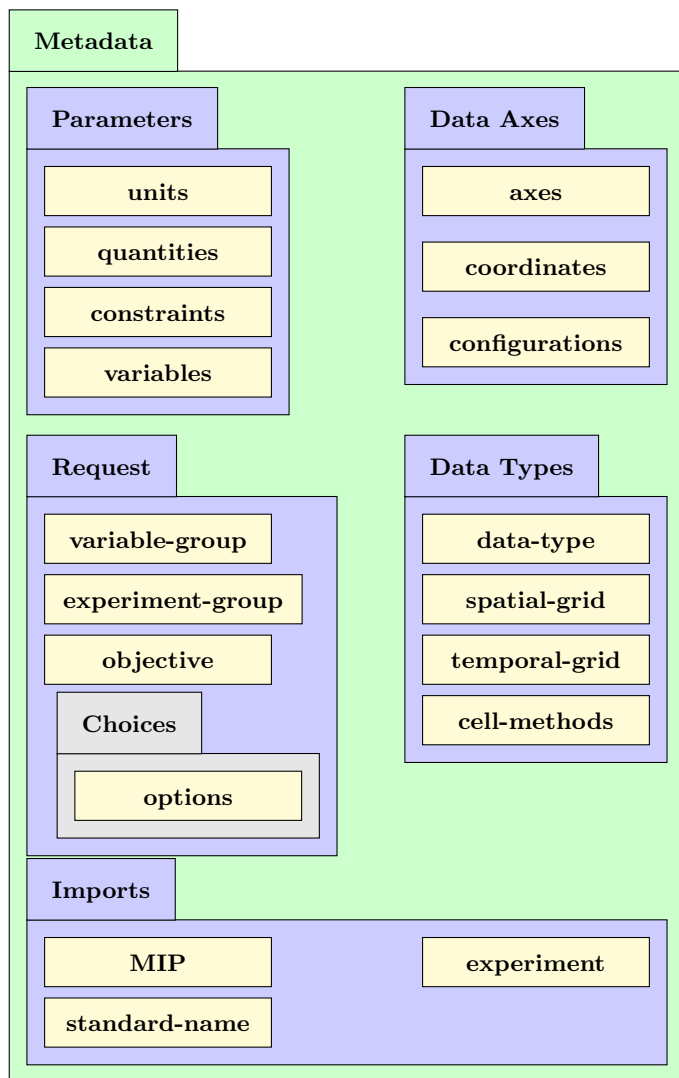 Metadata
Parameters
units
quantities
constraints
variables
Data Axes
axes
coordinates
configurations
Request
variable-group
experiment-group
objective
Choices
options
Data Types
data-type
spatial-grid
temporal-grid
cell-methods
Imports
MIP
experiment
standard-name